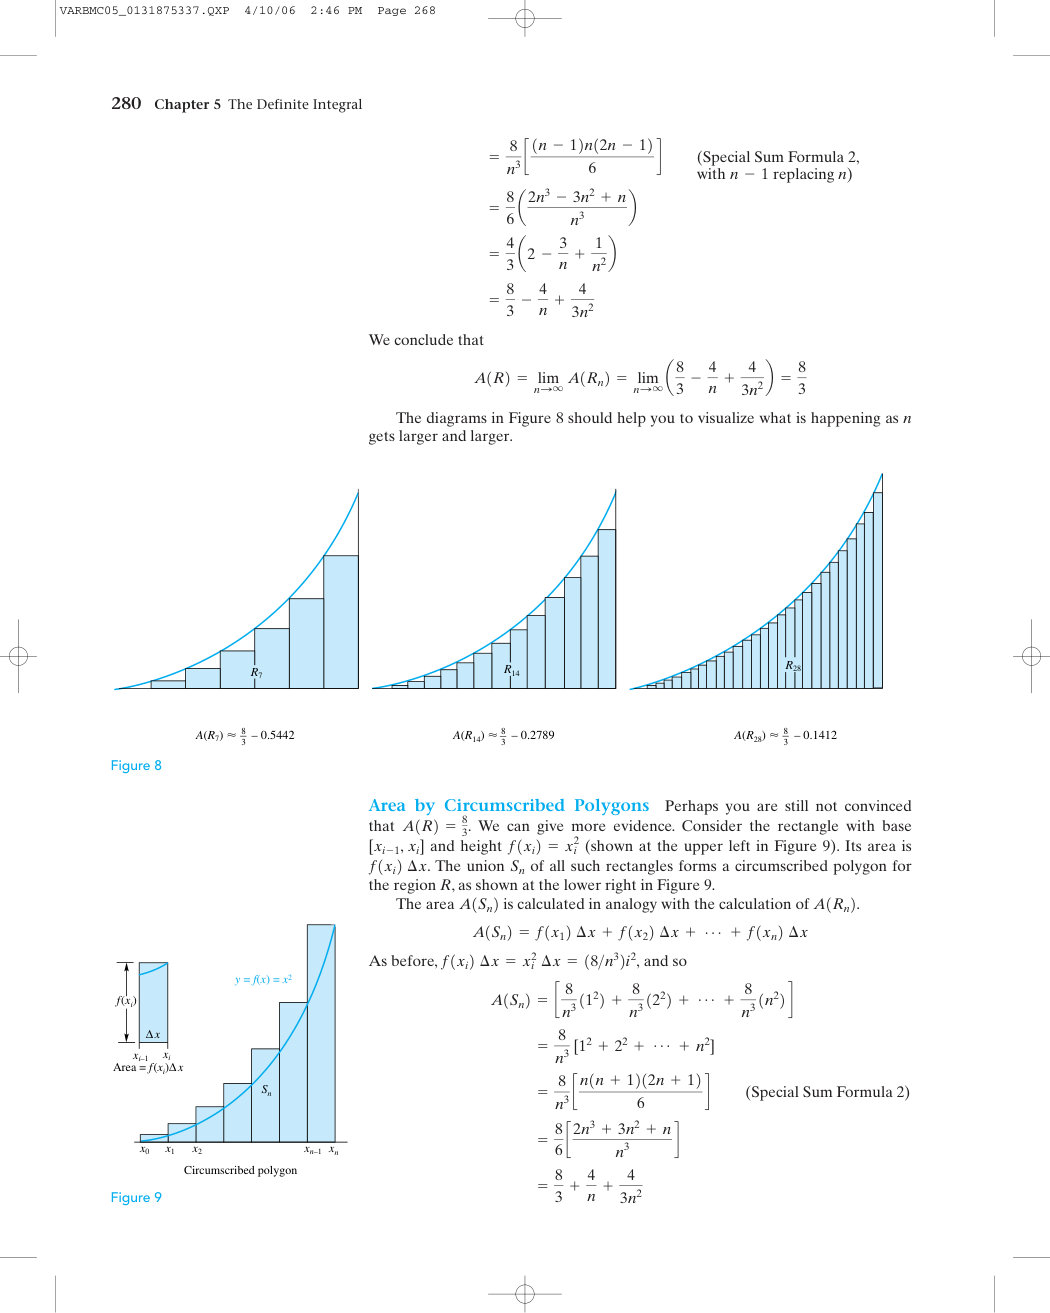 VARBMC05_0131875337.QXP 4/10/06 2:46 PM Page 268
280 Chapter 5 The Definite Integral
= 8/n³ [(n − 1)n(2n − 1)/6] (Special Sum Formula 2,
with n − 1 replacing n)
= 8/6 (2n³ − 3n² + n/n³)
= 4/3 (2 − 3/n + 1/n²)
= 8/3 − 4/n + 4/3n²
We conclude that
A(R) = lim n→∞ A(Rₙ) = lim n→∞ (8/3 − 4/n + 4/3n²) = 8/3
The diagrams in Figure 8 should help you to visualize what is happening as n
gets larger and larger.
R₇
R₁₄
R₂₈
A(R₇) ≈ 8/3 – 0.5442
A(R₁₄) ≈ 8/3 – 0.2789
A(R₂₈) ≈ 8/3 – 0.1412
Figure 8
Area by Circumscribed Polygons Perhaps you are still not convinced
that A(R) = 8/3. We can give more evidence. Consider the rectangle with base
[xᵢ₋₁, xᵢ] and height f(xᵢ) = xᵢ² (shown at the upper left in Figure 9). Its area is
f(xᵢ) Δx. The union Sₙ of all such rectangles forms a circumscribed polygon for
the region R, as shown at the lower right in Figure 9.
The area A(Sₙ) is calculated in analogy with the calculation of A(Rₙ).
A(Sₙ) = f(x₁) Δx + f(x₂) Δx + ⋯ + f(xₙ) Δx
As before, f(xᵢ) Δx = xᵢ² Δx = (8/n³)i², and so
A(Sₙ) = [8/n³ (1²) + 8/n³ (2²) + ⋯ + 8/n³ (n²)]
= 8/n³ [1² + 2² + ⋯ + n²]
= 8/n³ [n(n + 1)(2n + 1)/6] (Special Sum Formula 2)
= 8/6 [2n³ + 3n² + n/n³]
= 8/3 + 4/n + 4/3n²
y = f(x) = x²
f(xᵢ)
Δx
xᵢ₋₁ xᵢ
Area = f(xᵢ)Δx
Sₙ
x₀ x₁ x₂ xₙ₋₁ xₙ
Circumscribed polygon
Figure 9